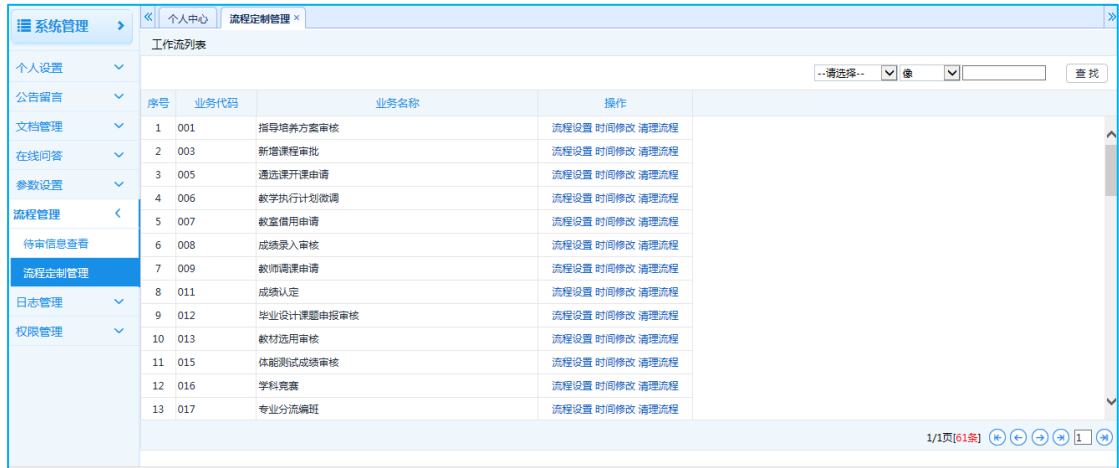 系统管理
个人中心 流程定制管理 ×
工作流列表
--请选择-- 像 查 找
个人设置
公告留言
文档管理
在线问答
参数设置
流程管理
待审信息查看
流程定制管理
日志管理
权限管理
序号 业务代码 业务名称 操作
1 001 指导培养方案审核 流程设置 时间修改 清理流程
2 003 新增课程审批 流程设置 时间修改 清理流程
3 005 通选课开课申请 流程设置 时间修改 清理流程
4 006 教学执行计划微调 流程设置 时间修改 清理流程
5 007 教室借用申请 流程设置 时间修改 清理流程
6 008 成绩录入审核 流程设置 时间修改 清理流程
7 009 教师调课申请 流程设置 时间修改 清理流程
8 011 成绩认定 流程设置 时间修改 清理流程
9 012 毕业设计课题申报审核 流程设置 时间修改 清理流程
10 013 教材选用审核 流程设置 时间修改 清理流程
11 015 体能测试成绩审核 流程设置 时间修改 清理流程
12 016 学科竞赛 流程设置 时间修改 清理流程
13 017 专业分流编班 流程设置 时间修改 清理流程
1/1页[61条] 1